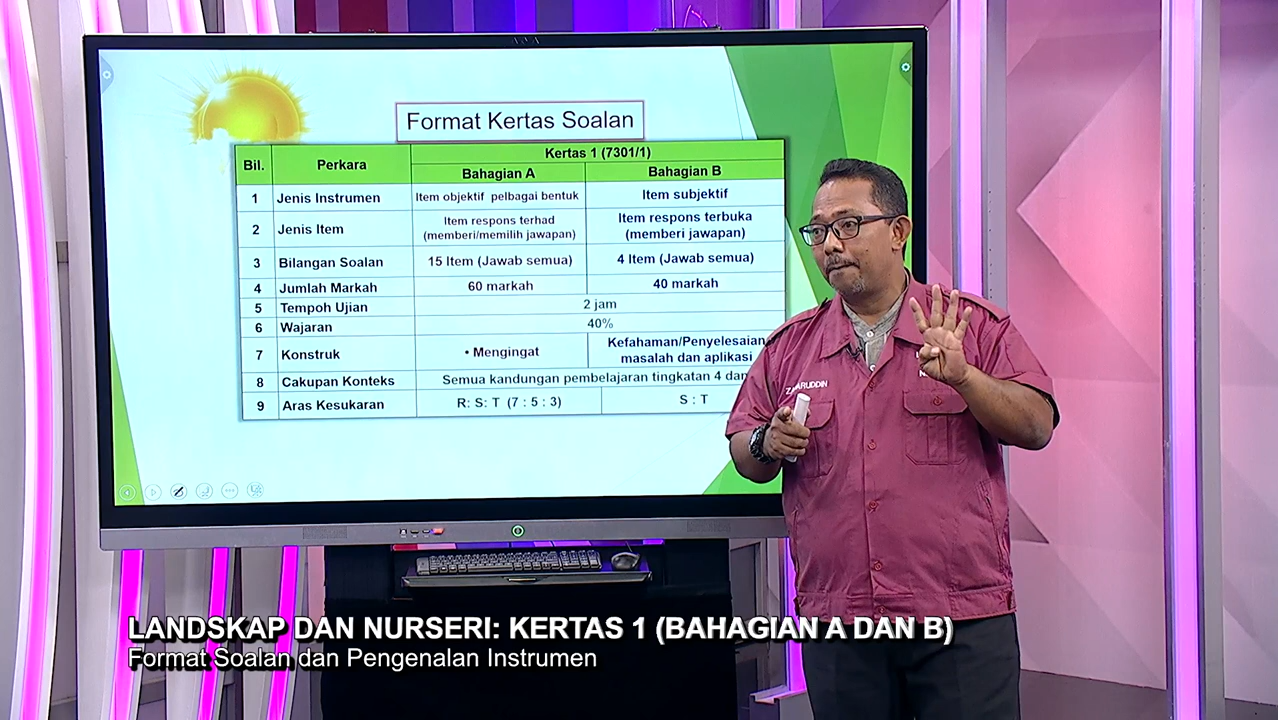 Format Kertas Soalan
Bil. Perkara Kertas 1 (7301/1)
Bahagian A Bahagian B
1 Jenis Instrumen Item objektif pelbagai bentuk Item subjektif
2 Jenis Item Item respons terhad (memberi/memilih jawapan) Item respons terbuka (memberi jawapan)
3 Bilangan Soalan 15 Item (Jawab semua) 4 Item (Jawab semua)
4 Jumlah Markah 60 markah 40 markah
5 Tempoh Ujian 2 jam
6 Wajaran 40%
7 Konstruk • Mengingat Kefahaman/Penyelesaian masalah dan aplikasi
8 Cakupan Konteks Semua kandungan pembelajaran tingkatan 4 dan
9 Aras Kesukaran R: S: T (7 : 5 : 3) S : T
LANDSKAP DAN NURSERI: KERTAS 1 (BAHAGIAN A DAN B)
Format Soalan dan Pengenalan Instrumen